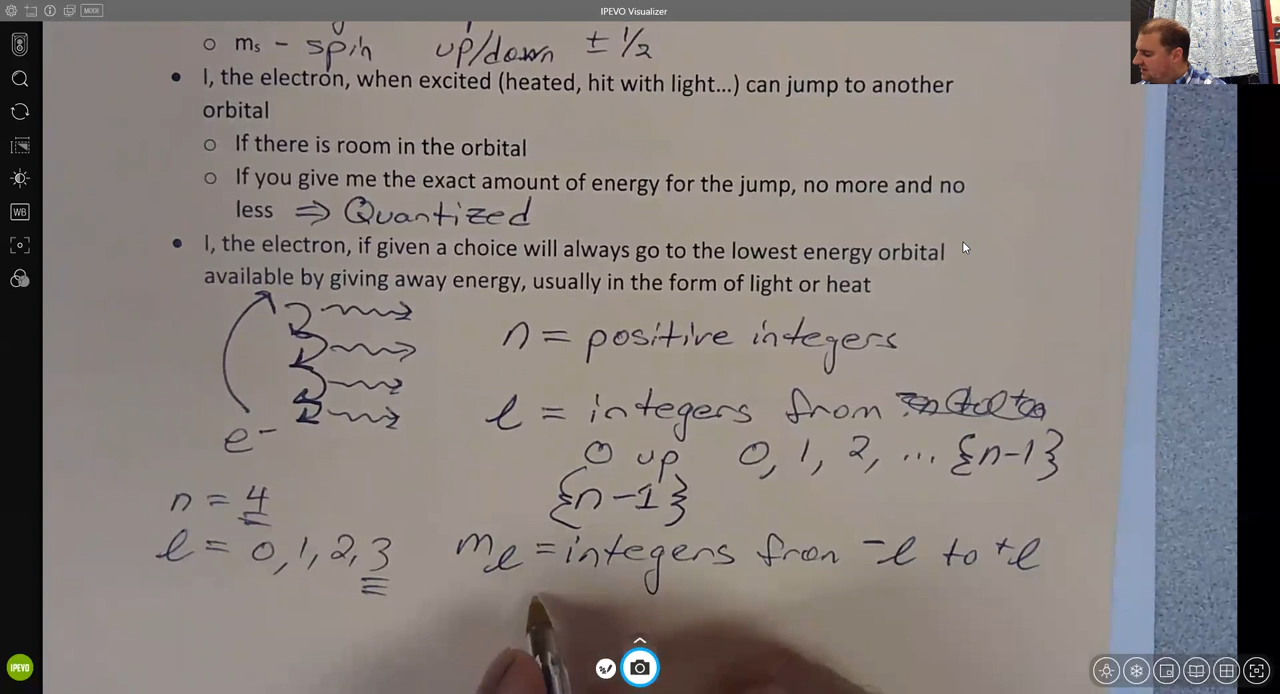 IPEVO Visualizer
MODE
○ ms - spin up/down ± 1/2
• I, the electron, when excited (heated, hit with light...) can jump to another
orbital
○ If there is room in the orbital
○ If you give me the exact amount of energy for the jump, no more and no
less ⇒ Quantized
• I, the electron, if given a choice will always go to the lowest energy orbital
available by giving away energy, usually in the form of light or heat
e-
n = positive integers
ℓ = integers from
0 up 0, 1, 2, ... {n-1}
{n-1}
n = 4
ℓ = 0, 1, 2, 3
mℓ = integers fron -ℓ to +ℓ
WB
IPEVO